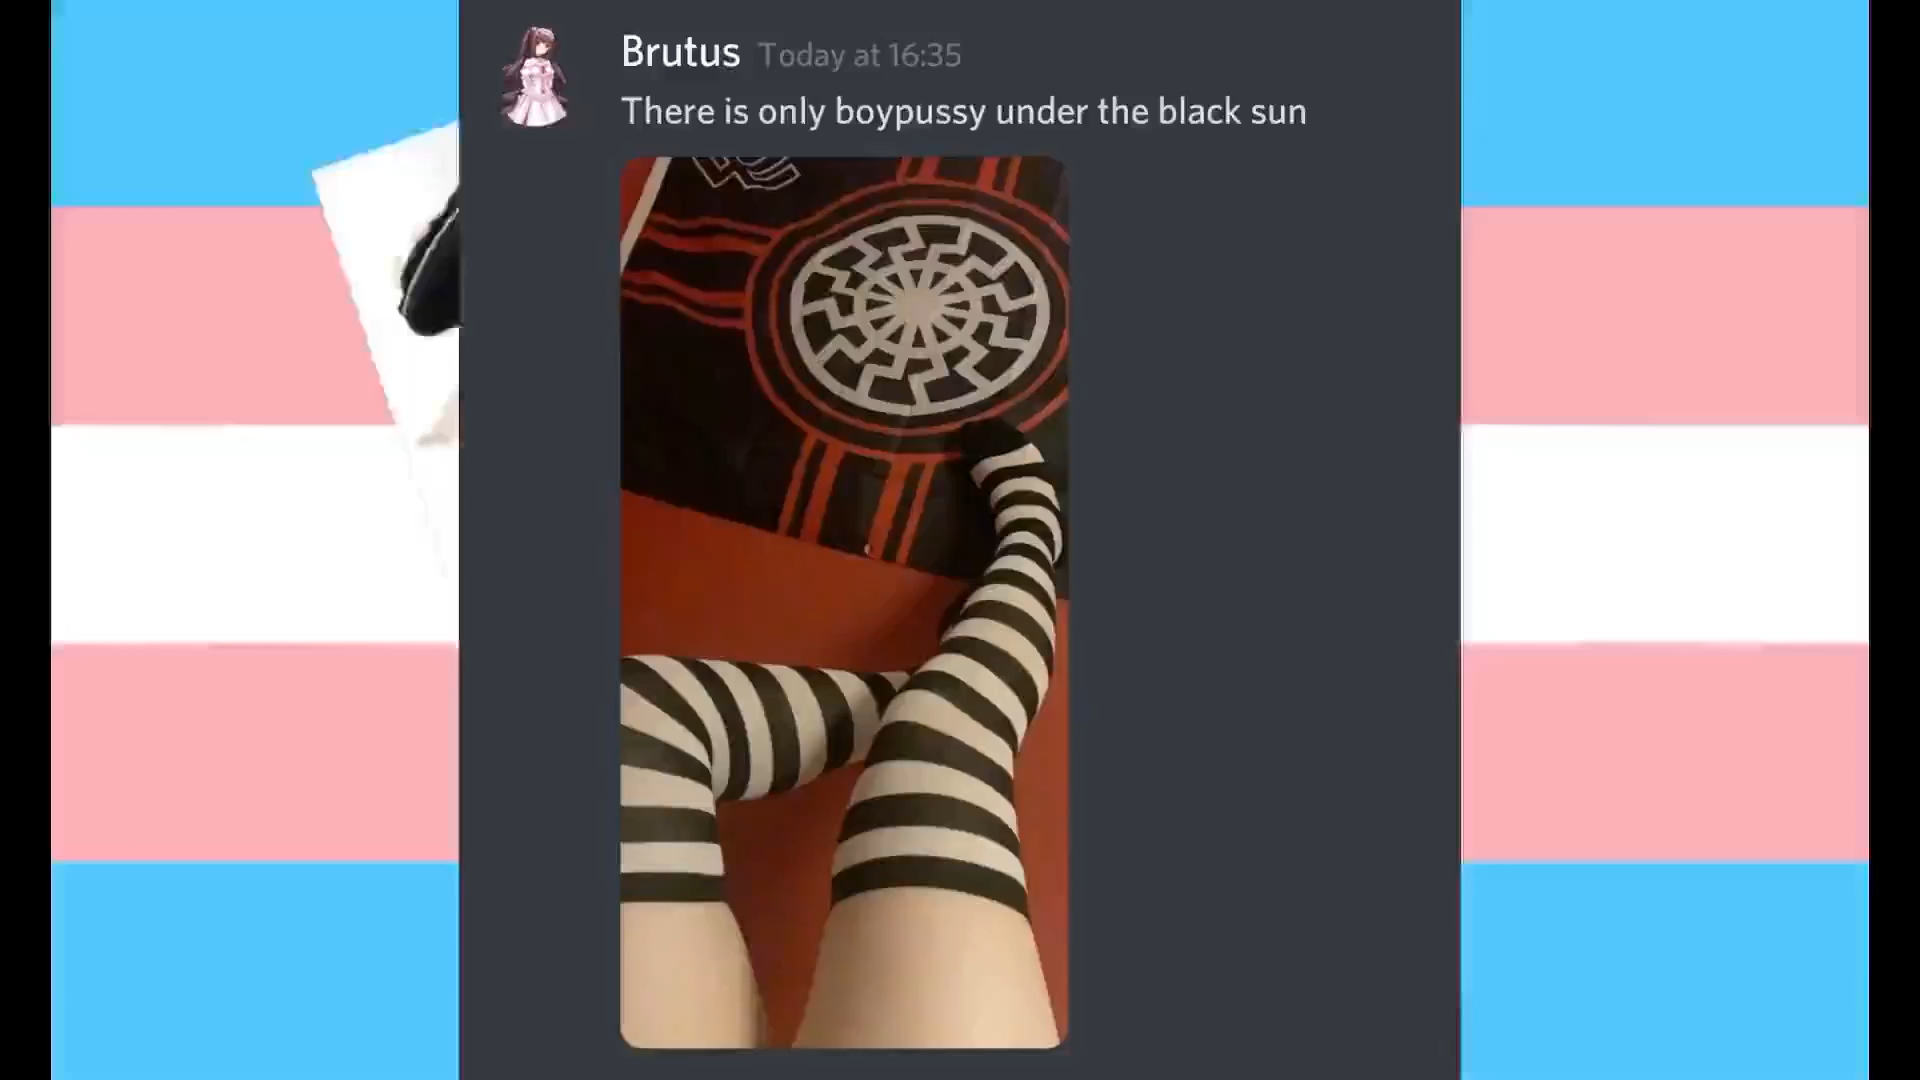 Brutus Today at 16:35
There is only boypussy under the black sun